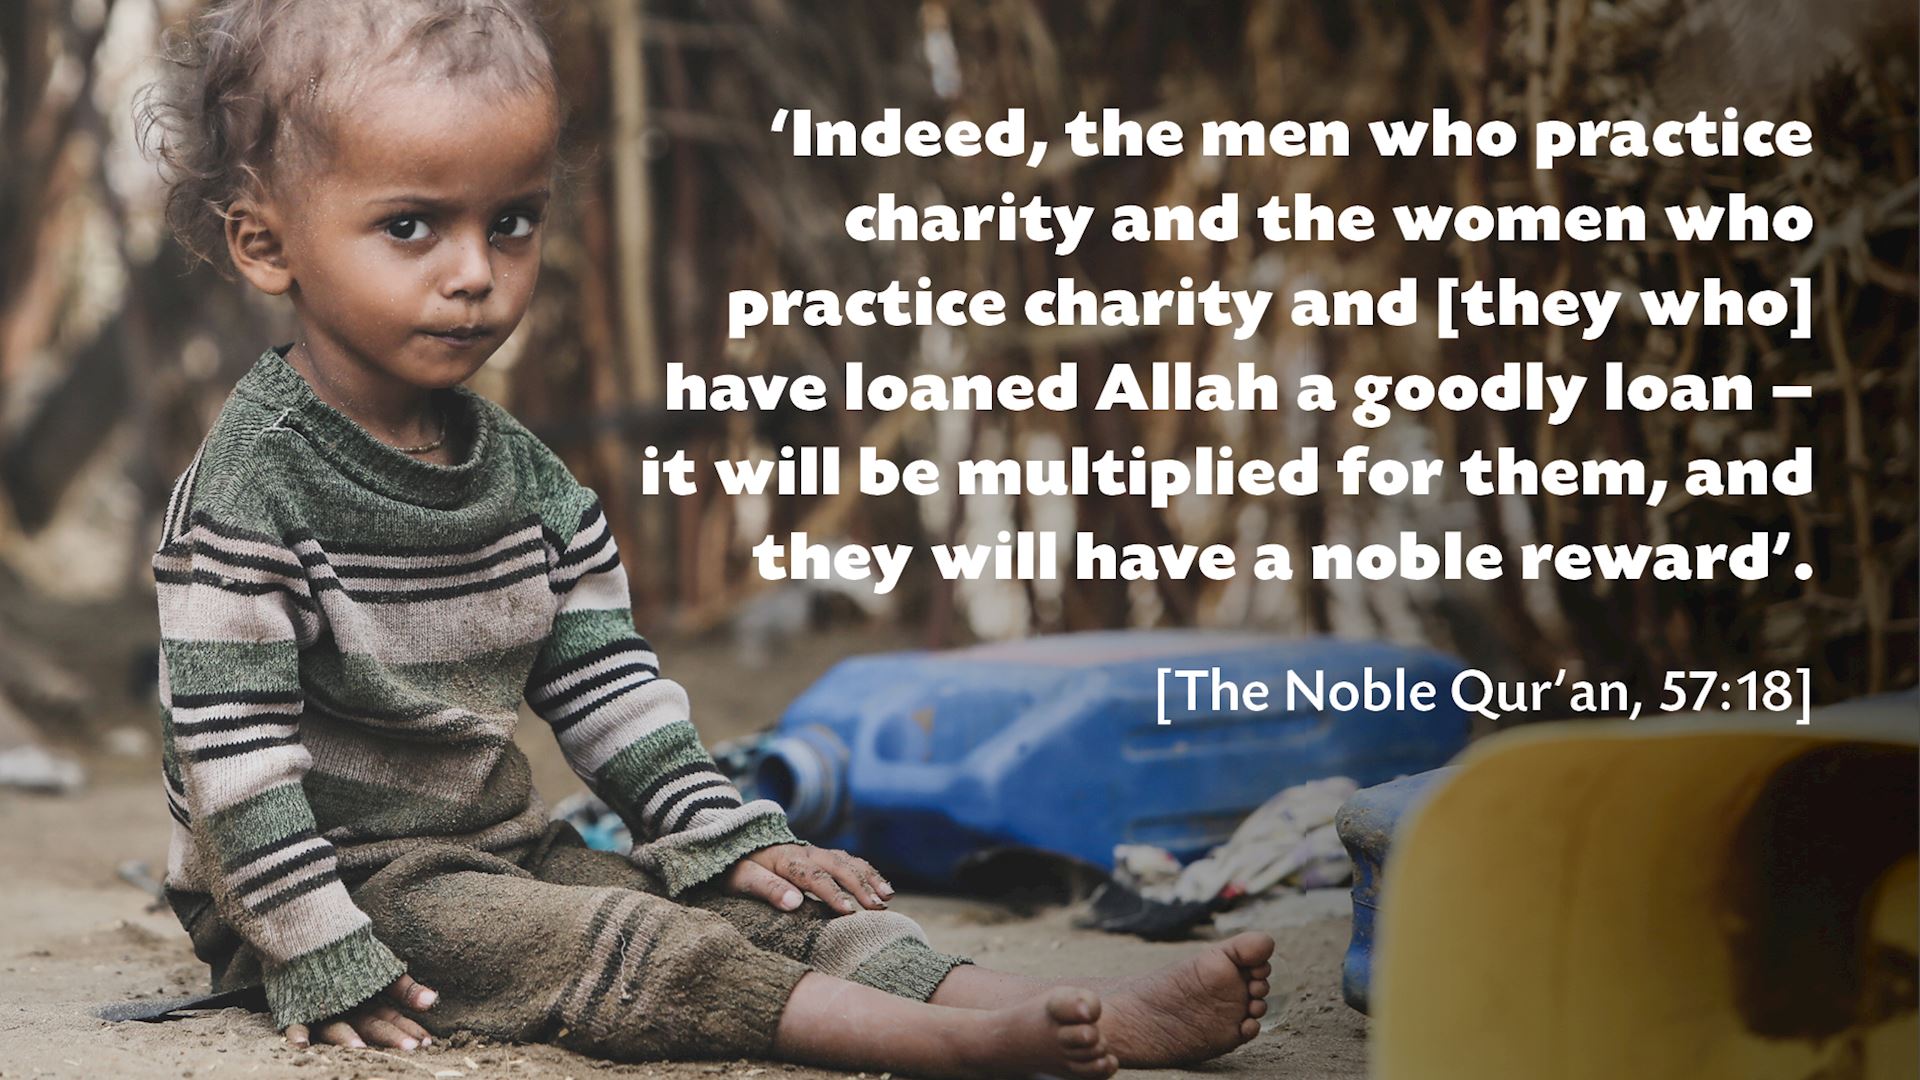 ‘Indeed, the men who practice
charity and the women who
practice charity and [they who]
have loaned Allah a goodly loan –
it will be multiplied for them, and
they will have a noble reward’.
[The Noble Qur’an, 57:18]